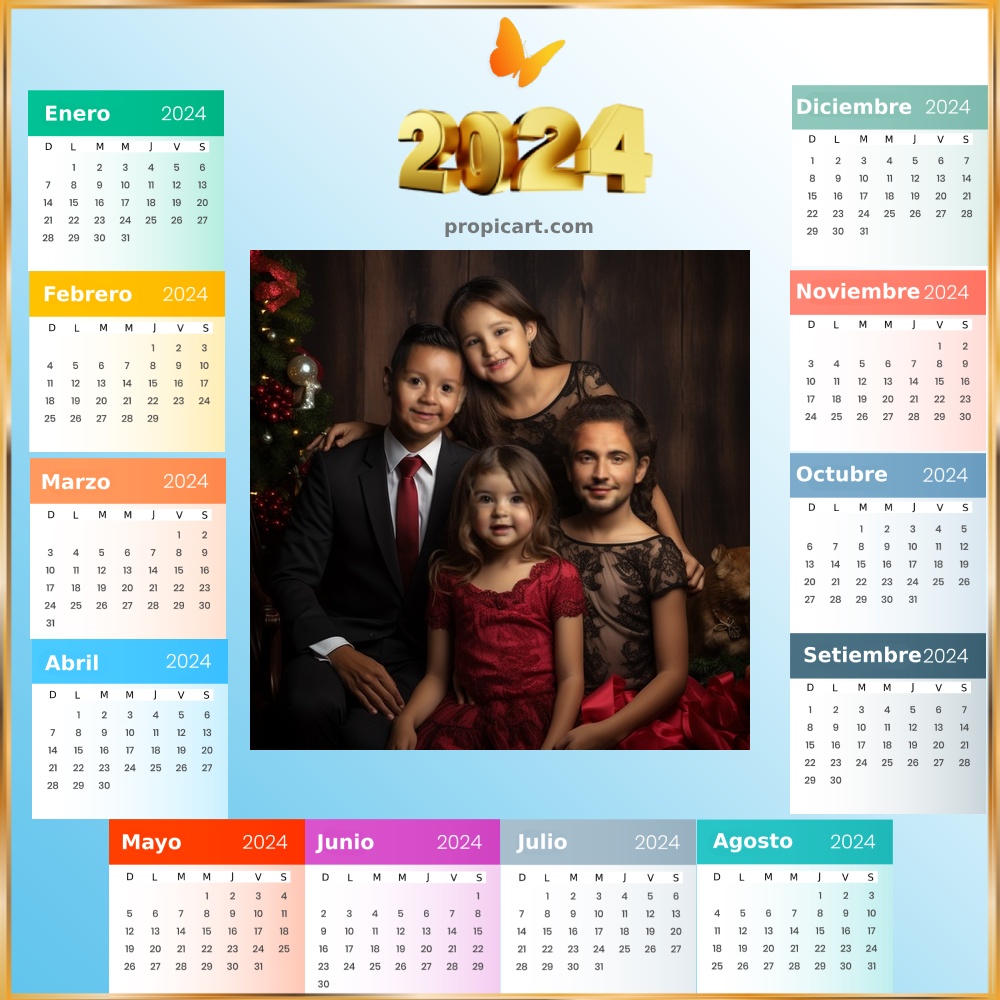 2024
propicart.com
Enero 2024
D L M M J V S
1 2 3 4 5 6
7 8 9 10 11 12 13
14 15 16 17 18 19 20
21 22 23 24 25 26 27
28 29 30 31
Febrero 2024
D L M M J V S
1 2 3
4 5 6 7 8 9 10
11 12 13 14 15 16 17
18 19 20 21 22 23 24
25 26 27 28 29
Marzo 2024
D L M M J V S
1 2
3 4 5 6 7 8 9
10 11 12 13 14 15 16
17 18 19 20 21 22 23
24 25 26 27 28 29 30
31
Abril 2024
D L M M J V S
1 2 3 4 5 6
7 8 9 10 11 12 13
14 15 16 17 18 19 20
21 22 23 24 25 26 27
28 29 30
Mayo 2024
D L M M J V S
1 2 3 4
5 6 7 8 9 10 11
12 13 14 15 16 17 18
19 20 21 22 23 24 25
26 27 28 29 30 31
Junio 2024
D L M M J V S
1
2 3 4 5 6 7 8
9 10 11 12 13 14 15
16 17 18 19 20 21 22
23 24 25 26 27 28 29
30
Julio 2024
D L M M J V S
1 2 3 4 5 6
7 8 9 10 11 12 13
14 15 16 17 18 19 20
21 22 23 24 25 26 27
28 29 30 31
Agosto 2024
D L M M J V S
1 2 3
4 5 6 7 8 9 10
11 12 13 14 15 16 17
18 19 20 21 22 23 24
25 26 27 28 29 30 31
Setiembre 2024
D L M M J V S
1 2 3 4 5 6 7
8 9 10 11 12 13 14
15 16 17 18 19 20 21
22 23 24 25 26 27 28
29 30
Octubre 2024
D L M M J V S
1 2 3 4 5
6 7 8 9 10 11 12
13 14 15 16 17 18 19
20 21 22 23 24 25 26
27 28 29 30 31
Noviembre 2024
D L M M J V S
1 2
3 4 5 6 7 8 9
10 11 12 13 14 15 16
17 18 19 20 21 22 23
24 25 26 27 28 29 30
Diciembre 2024
D L M M J V S
1 2 3 4 5 6 7
8 9 10 11 12 13 14
15 16 17 18 19 20 21
22 23 24 25 26 27 28
29 30 31